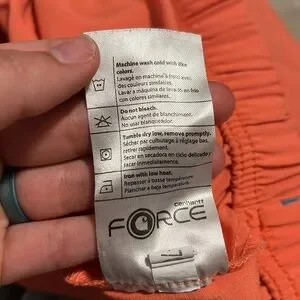 Machine wash cold with like
colors.
Lavage en machine à froid avec
des couleurs similaires.
Lavar a máquina de lavado en frío
con colores similares.
Do not bleach.
Aucun agent de blanchiment.
No usar blanqueador.
Tumble dry low, remove promptly.
Sécher par culbutage à réglage bas,
retirer rapidement.
Secar en secadora en ciclo delicado y
sacar inmediatamente.
Iron with low heat.
Repasser à basse température.
Planchar a baja temperatura.
carhartt
FORCE